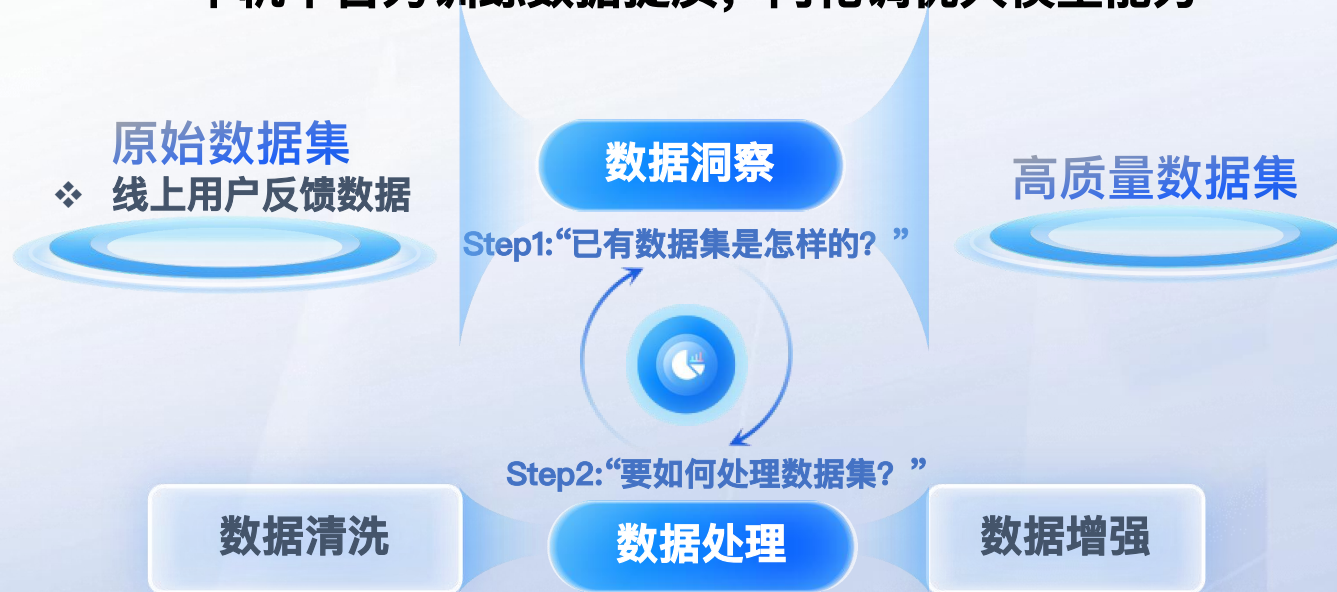 原始数据集
❖ 线上用户反馈数据
数据洞察
高质量数据集
Step1:“已有数据集是怎样的？”
Step2:“要如何处理数据集？”
数据清洗
数据处理
数据增强